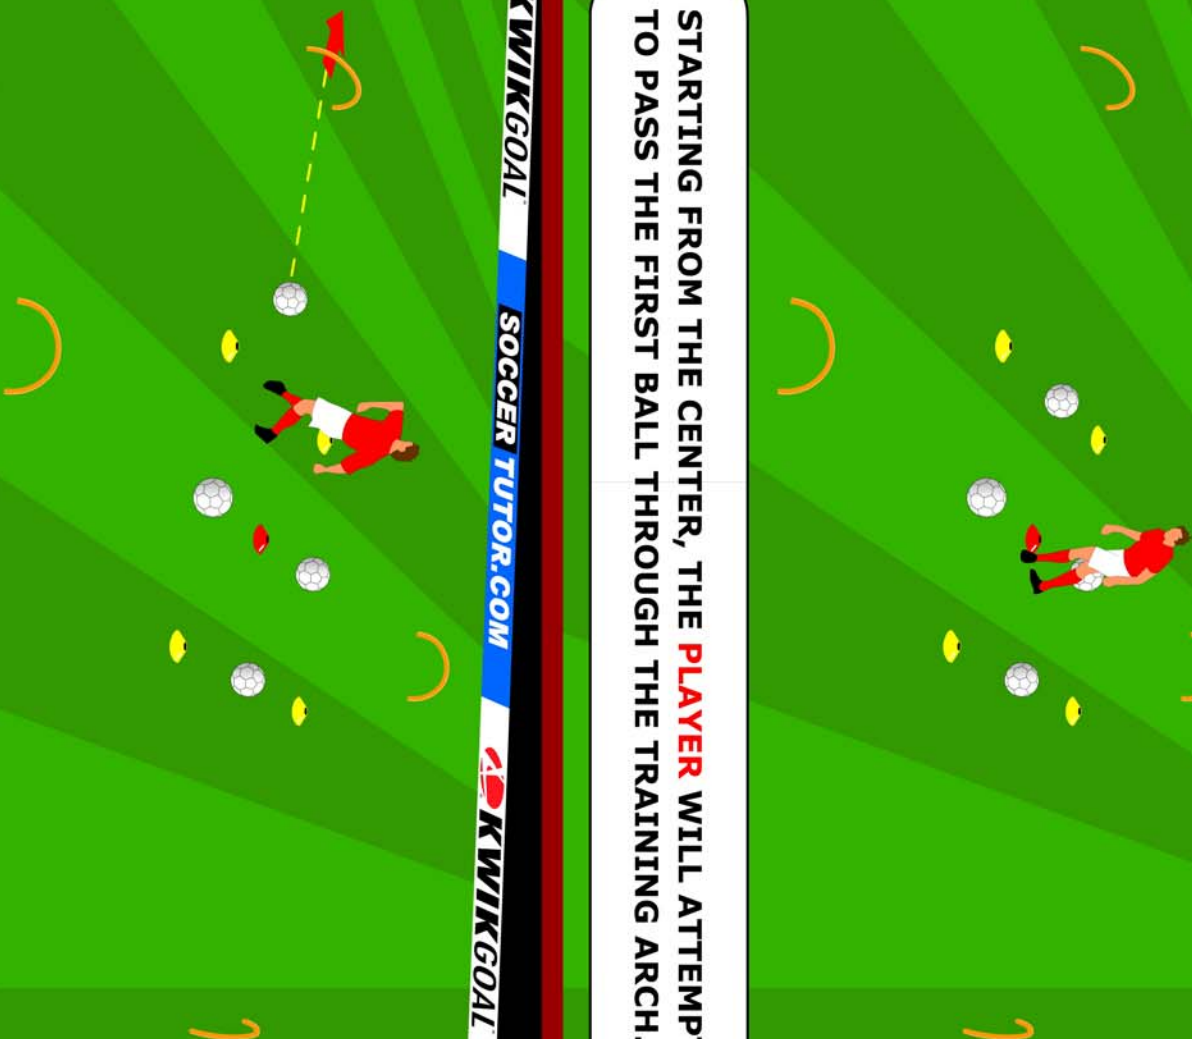 KWIKGOAL
SOCCER TUTOR.COM
KWIKGOAL
STARTING FROM THE CENTER, THE PLAYER WILL ATTEMPT
TO PASS THE FIRST BALL THROUGH THE TRAINING ARCH.